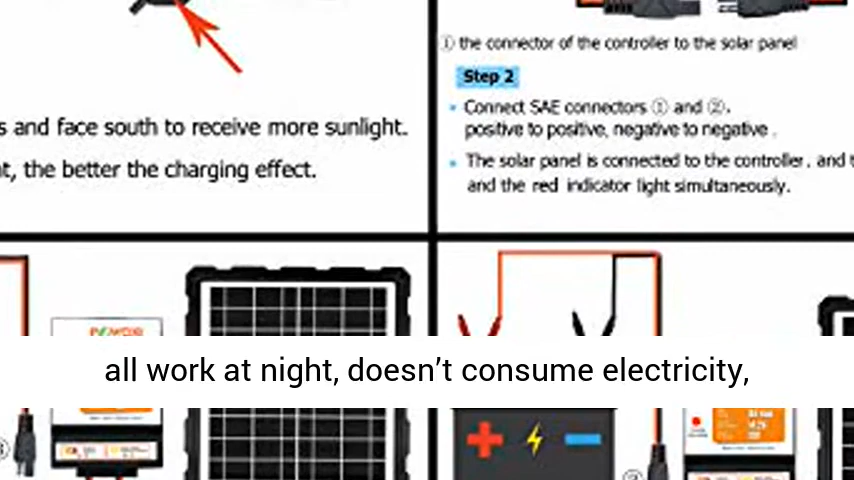 ① the connector of the controller to the solar panel
Step 2
s and face south to receive more sunlight.
t, the better the charging effect.
Connect SAE connectors ① and ②,
positive to positive, negative to negative.
The solar panel is connected to the controller, and t
and the red indicator light simultaneously.
all work at night, doesn’t consume electricity,
②